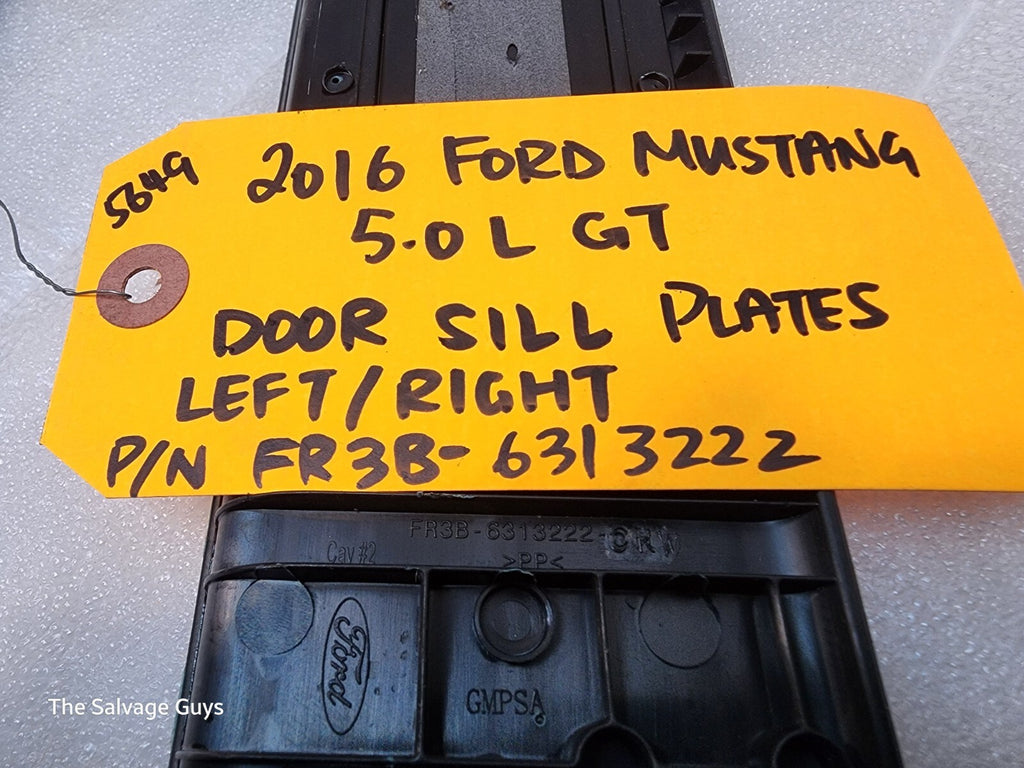 5649
2016 FORD MUSTANG
5.0 L GT
DOOR SILL PLATES
LEFT/RIGHT
P/N FR3B-6313222
FR3B-6313222-
Cav #2
>PP<
Ford
GMPSA
The Salvage Guys